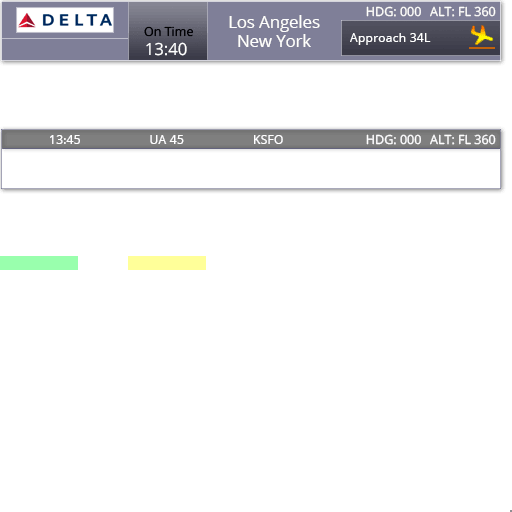 DELTA
On Time
13:40
Los Angeles
New York
HDG: 000 ALT: FL 360
Approach 34L
13:45 UA 45 KSFO HDG: 000 ALT: FL 360